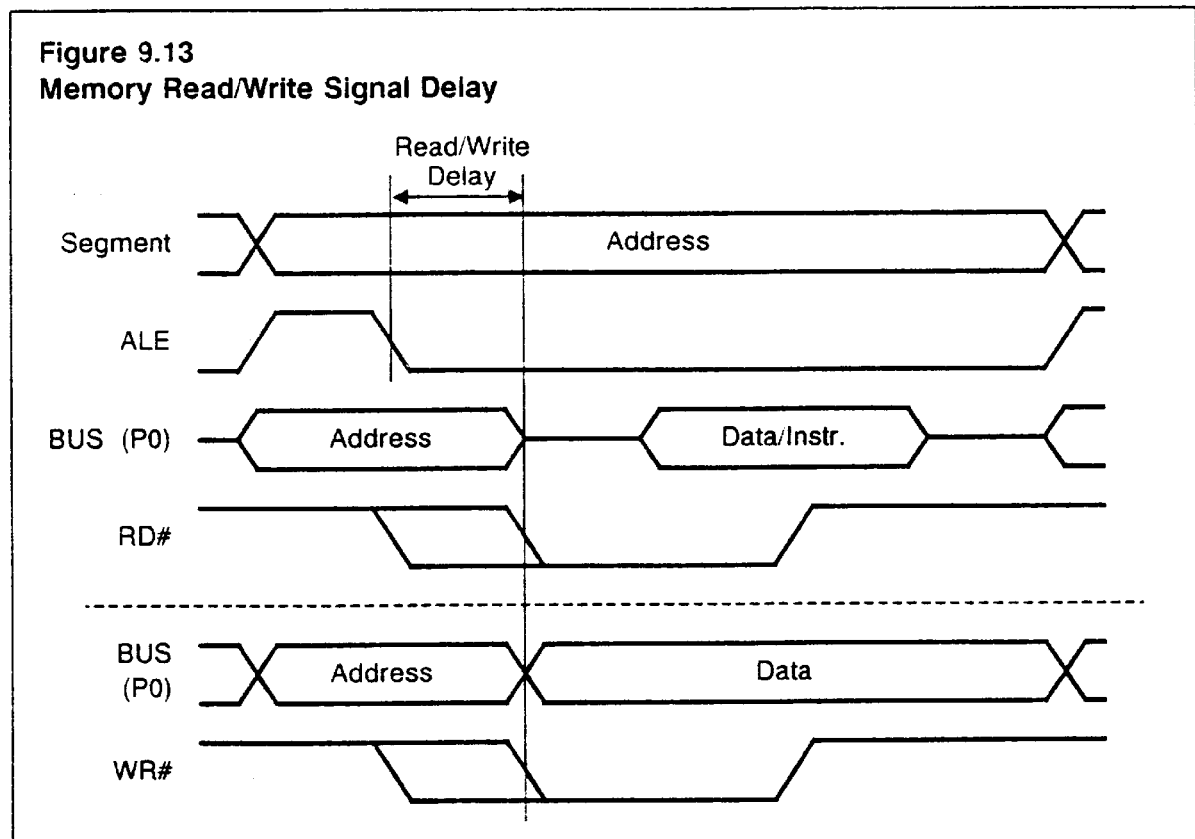 Figure 9.13
Memory Read/Write Signal Delay
Read/Write
Delay
Segment
Address
ALE
BUS (P0)
Address
Data/Instr.
RD#
BUS
(P0)
Address
Data
WR#